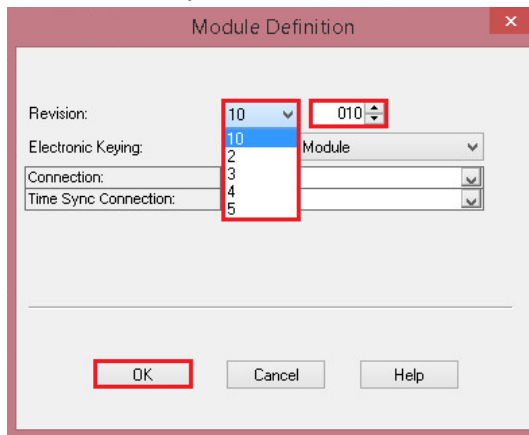 Module Definition
×
Revision: 10 010
Electronic Keying: Module
10
2
3
4
5
Connection:
Time Sync Connection:
OK Cancel Help